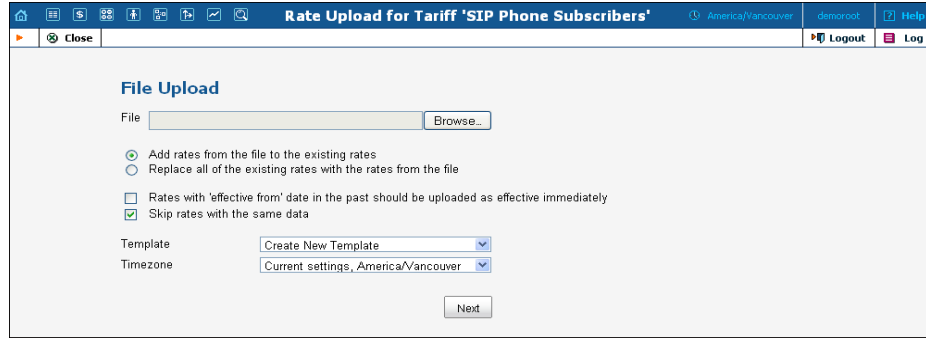 Rate Upload for Tariff 'SIP Phone Subscribers' America/Vancouver demoroot ? Help
Close Logout Log
File Upload
File Browse...
Add rates from the file to the existing rates
Replace all of the existing rates with the rates from the file
Rates with 'effective from' date in the past should be uploaded as effective immediately
Skip rates with the same data
Template Create New Template
Timezone Current settings, America/Vancouver
Next